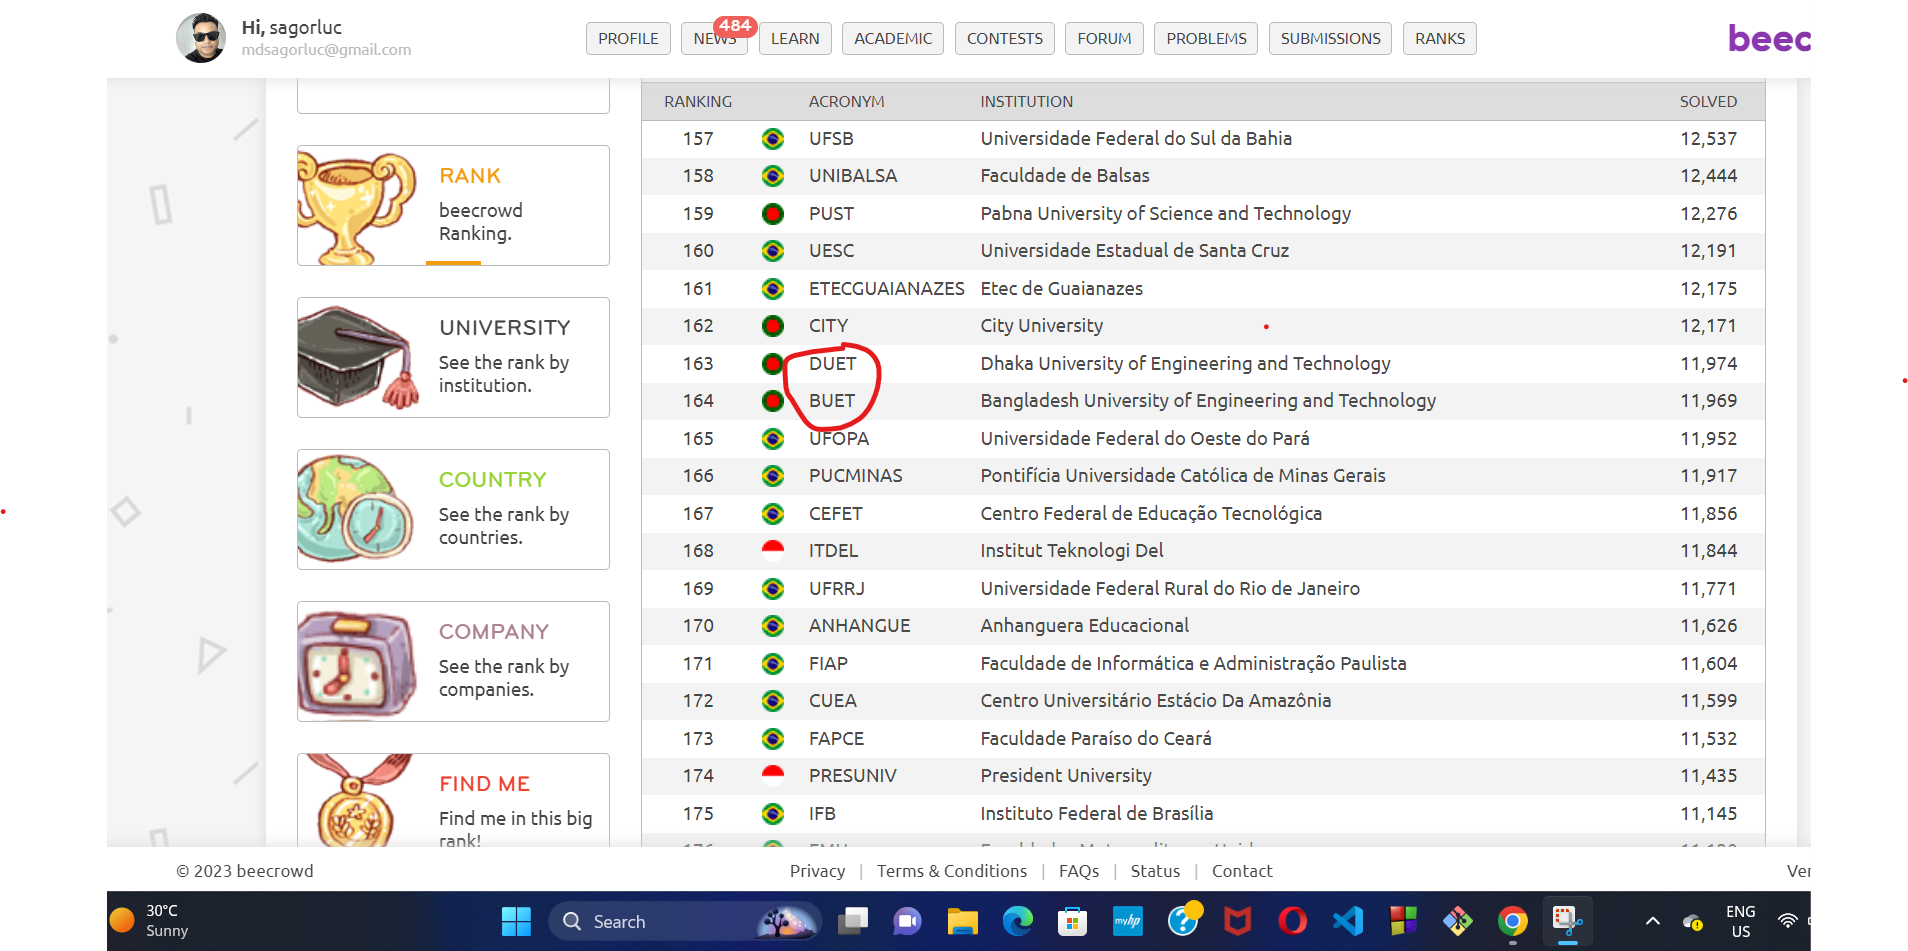 Hi, sagorluc
mdsagorluc@gmail.com
PROFILE NEWS 484 LEARN ACADEMIC CONTESTS FORUM PROBLEMS SUBMISSIONS RANKS
beec
RANK
beecrowd
Ranking.
UNIVERSITY
See the rank by
institution.
COUNTRY
See the rank by
countries.
COMPANY
See the rank by
companies.
FIND ME
Find me in this big
rank!
RANKING ACRONYM INSTITUTION SOLVED
157 UFSB Universidade Federal do Sul da Bahia 12,537
158 UNIBALSA Faculdade de Balsas 12,444
159 PUST Pabna University of Science and Technology 12,276
160 UESC Universidade Estadual de Santa Cruz 12,191
161 ETECGUAIANAZES Etec de Guaianazes 12,175
162 CITY City University 12,171
163 DUET Dhaka University of Engineering and Technology 11,974
164 BUET Bangladesh University of Engineering and Technology 11,969
165 UFOPA Universidade Federal do Oeste do Pará 11,952
166 PUCMINAS Pontifícia Universidade Católica de Minas Gerais 11,917
167 CEFET Centro Federal de Educação Tecnológica 11,856
168 ITDEL Institut Teknologi Del 11,844
169 UFRRJ Universidade Federal Rural do Rio de Janeiro 11,771
170 ANHANGUE Anhanguera Educacional 11,626
171 FIAP Faculdade de Informática e Administração Paulista 11,604
172 CUEA Centro Universitário Estácio Da Amazônia 11,599
173 FAPCE Faculdade Paraíso do Ceará 11,532
174 PRESUNIV President University 11,435
175 IFB Instituto Federal de Brasília 11,145
© 2023 beecrowd Privacy | Terms & Conditions | FAQs | Status | Contact Ver
30°C
Sunny
Search
myhp
ENG
US